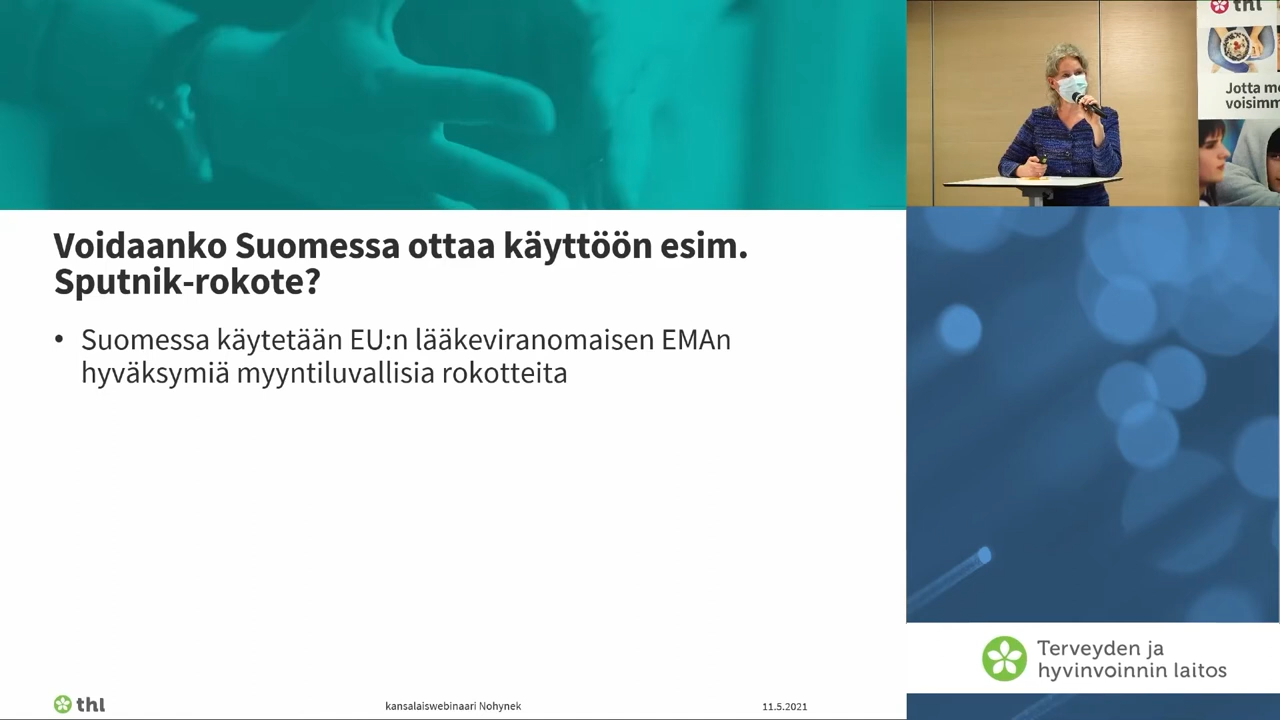 Voidaanko Suomessa ottaa käyttöön esim.
Sputnik-rokote?
• Suomessa käytetään EU:n lääkeviranomaisen EMAn
hyväksymiä myyntiluvallisia rokotteita
thl
kansalaiswebinaari Nohynek
11.5.2021
thl
Jotta
Terveyden ja
hyvinvoinnin laitos